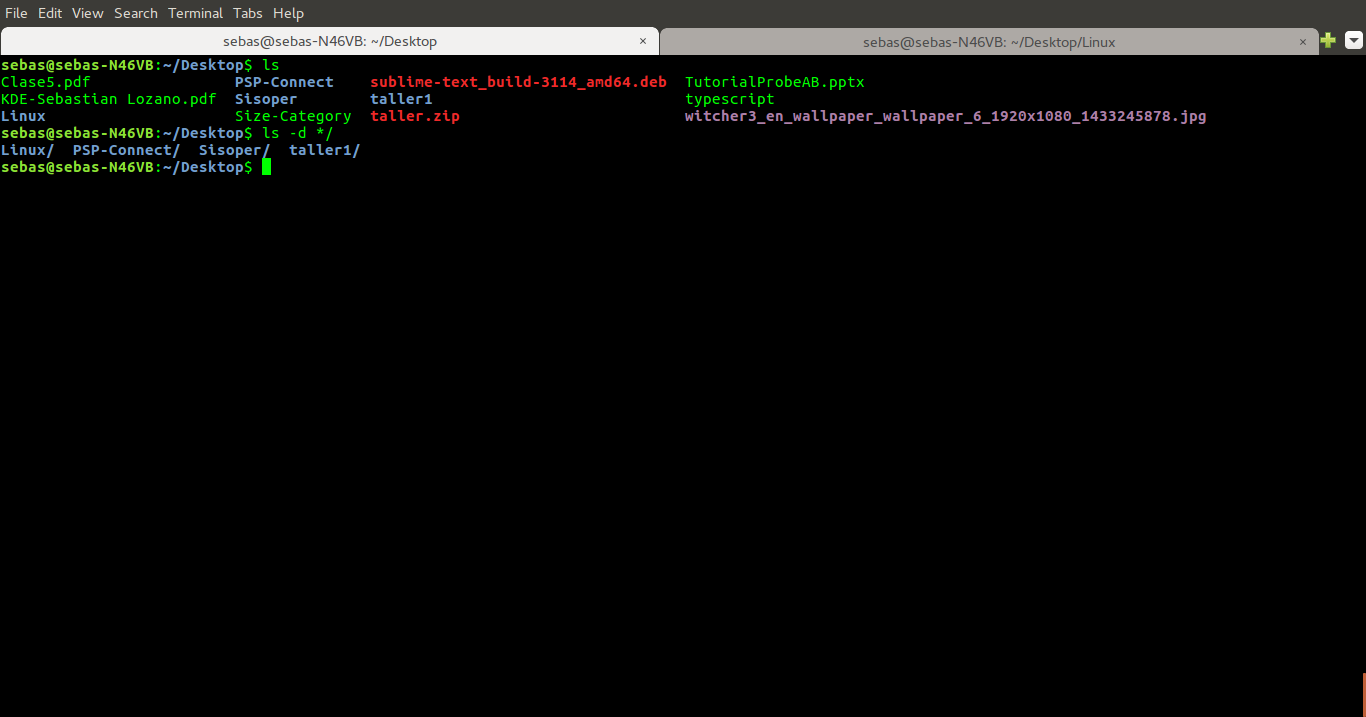 File Edit View Search Terminal Tabs Help
sebas@sebas-N46VB: ~/Desktop × sebas@sebas-N46VB: ~/Desktop/Linux ×
sebas@sebas-N46VB:~/Desktop$ ls
Clase5.pdf PSP-Connect sublime-text_build-3114_amd64.deb TutorialProbeAB.pptx
KDE-Sebastian Lozano.pdf Sisoper taller1 typescript
Linux Size-Category taller.zip witcher3_en_wallpaper_wallpaper_6_1920x1080_1433245878.jpg
sebas@sebas-N46VB:~/Desktop$ ls -d */
Linux/ PSP-Connect/ Sisoper/ taller1/
sebas@sebas-N46VB:~/Desktop$